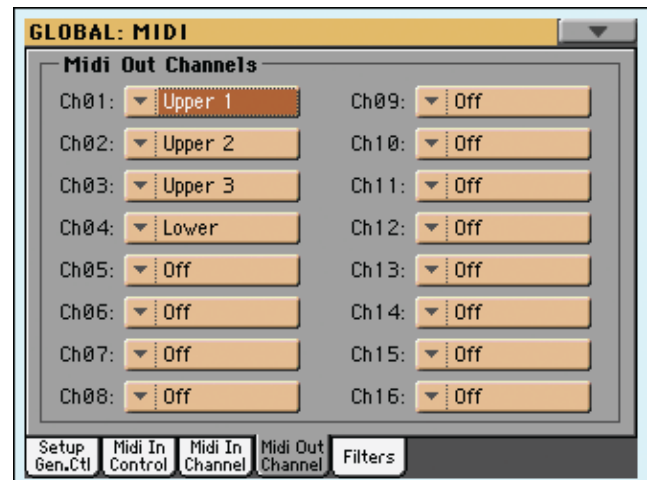 GLOBAL: MIDI
Midi Out Channels
Ch01: Upper 1
Ch02: Upper 2
Ch03: Upper 3
Ch04: Lower
Ch05: Off
Ch06: Off
Ch07: Off
Ch08: Off
Ch09: Off
Ch10: Off
Ch11: Off
Ch12: Off
Ch13: Off
Ch14: Off
Ch15: Off
Ch16: Off
Setup Gen.Ctl
Midi In Control
Midi In Channel
Midi Out Channel
Filters